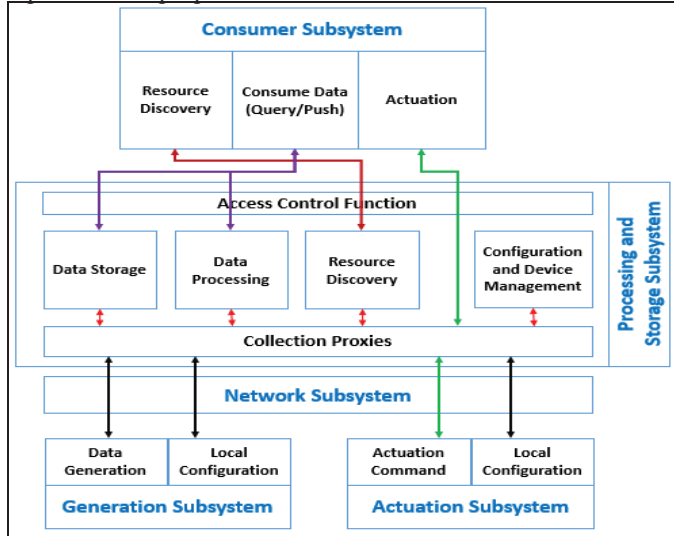 Consumer Subsystem
Resource
Discovery
Consume Data
(Query/Push)
Actuation
Access Control Function
Data Storage
Data
Processing
Resource
Discovery
Configuration
and Device
Management
Processing and
Storage Subsystem
Collection Proxies
Network Subsystem
Data
Generation
Local
Configuration
Actuation
Command
Local
Configuration
Generation Subsystem
Actuation Subsystem